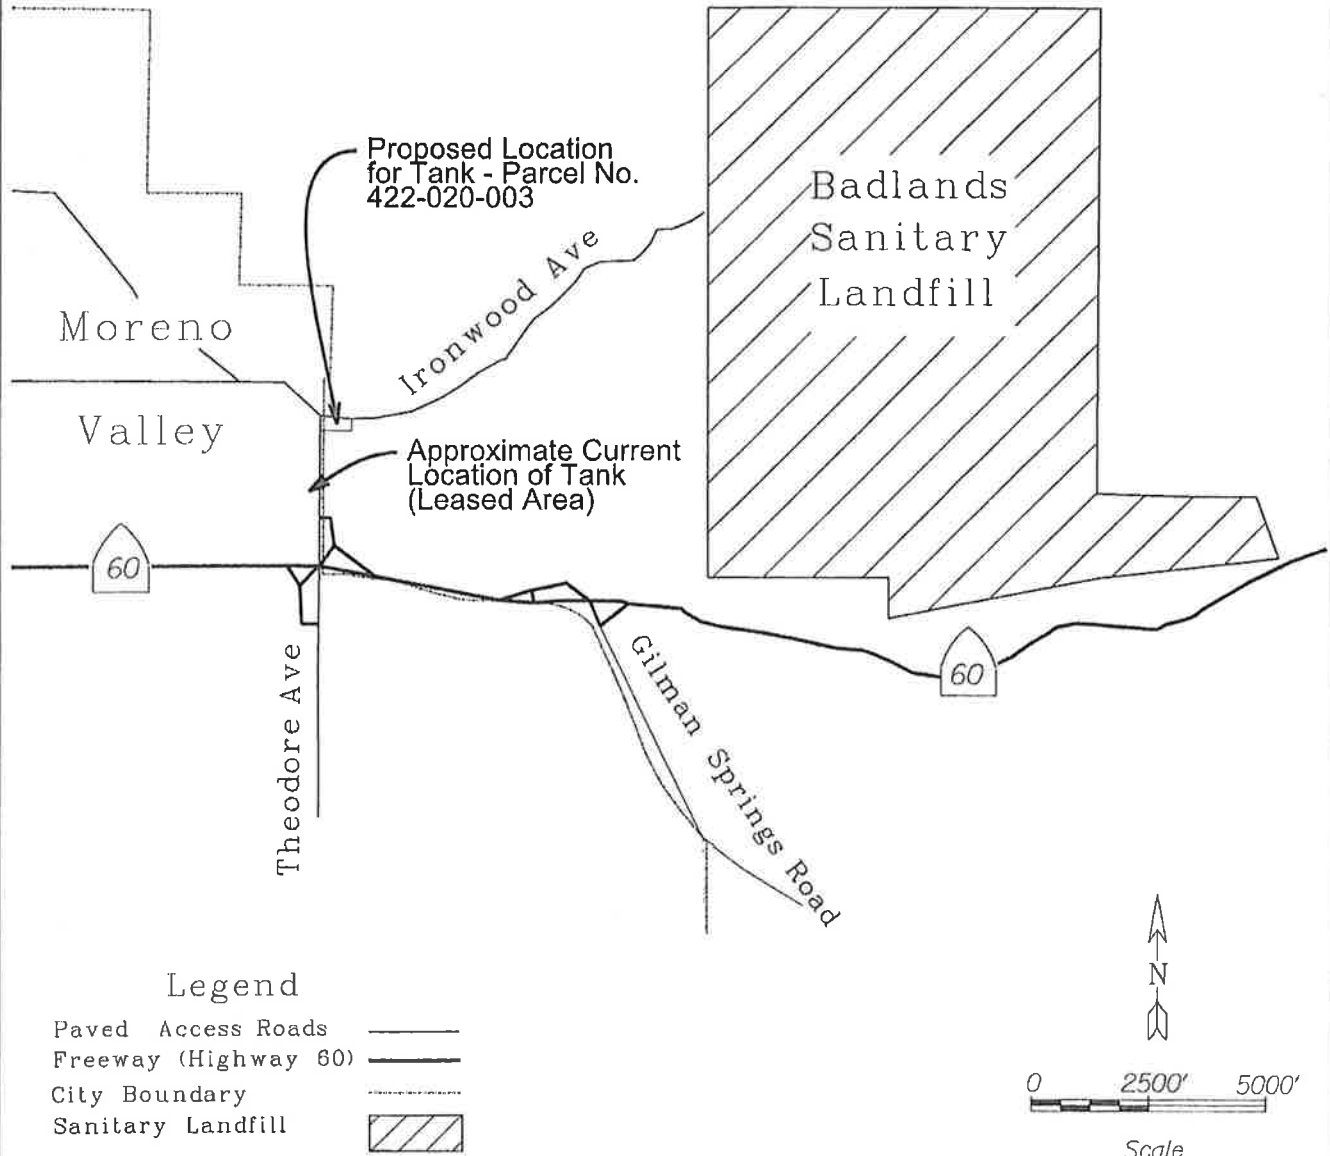 Proposed Location
for Tank - Parcel No.
422-020-003
Badlands
Sanitary
Landfill
Ironwood Ave
Moreno
Valley
Approximate Current
Location of Tank
(Leased Area)
60
60
Theodore Ave
Gilman Springs Road
N
Legend
Paved Access Roads
Freeway (Highway 60)
City Boundary
Sanitary Landfill
0 2500' 5000'
Scale